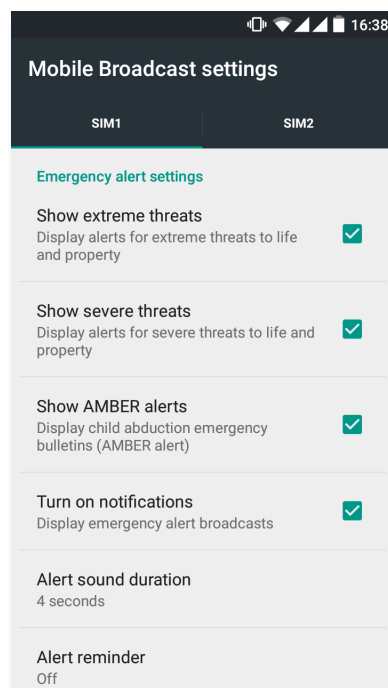 16:38
Mobile Broadcast settings
SIM1
SIM2
Emergency alert settings
Show extreme threats
Display alerts for extreme threats to life
and property
Show severe threats
Display alerts for severe threats to life and
property
Show AMBER alerts
Display child abduction emergency
bulletins (AMBER alert)
Turn on notifications
Display emergency alert broadcasts
Alert sound duration
4 seconds
Alert reminder
Off